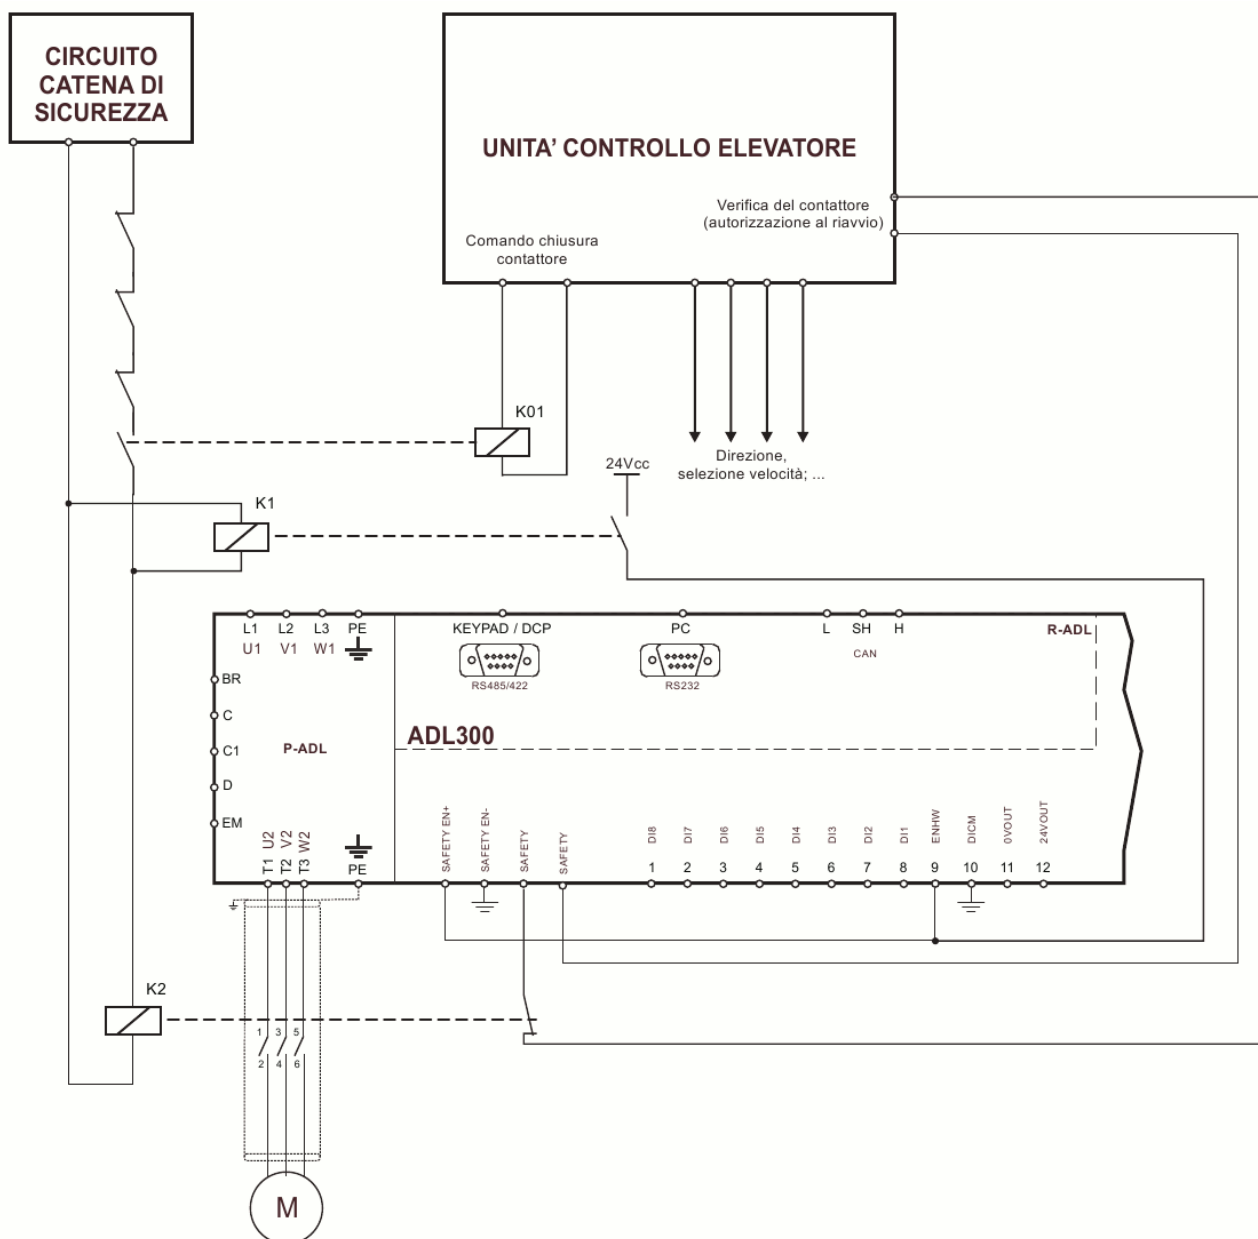 CIRCUITO
CATENA DI
SICUREZZA
UNITA’ CONTROLLO ELEVATORE
Verifica del contattore
(autorizzazione al riavvio)
Comando chiusura
contattore
K01
Direzione,
selezione velocità; ...
24Vcc
K1
L1 L2 L3 PE
U1 V1 W1
KEYPAD / DCP
RS485/422
PC
RS232
L SH H
CAN
R-ADL
BR
C
C1
D
EM
P-ADL
ADL300
T1 T2 T3
U2 V2 W2
PE
SAFETY EN+
SAFETY EN-
SAFETY
SAFETY
DI8 DI7 DI6 DI5 DI4 DI3 DI2 DI1 ENHW DICM 0VOUT 24VOUT
1 2 3 4 5 6 7 8 9 10 11 12
K2
1 3 5
2 4 6
M